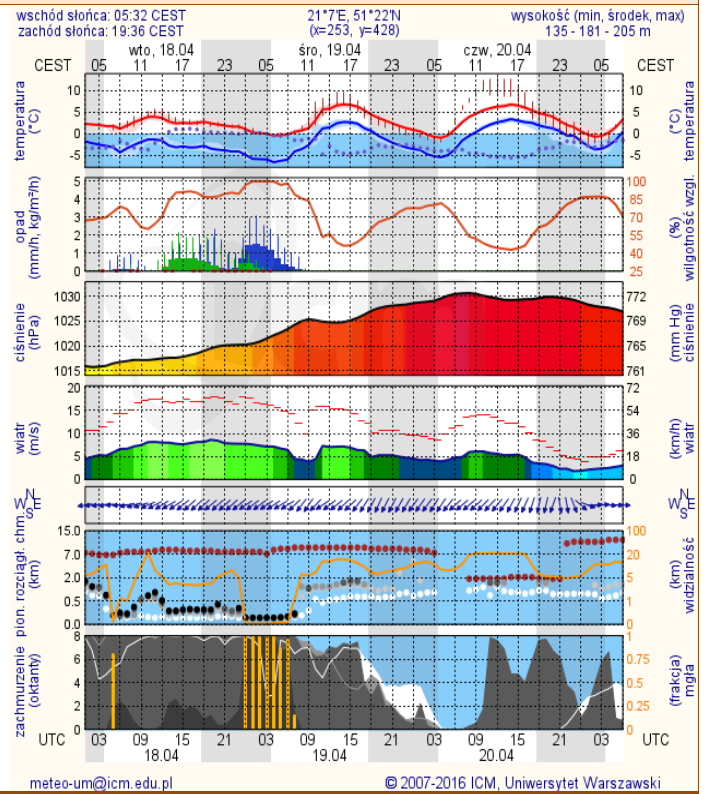 wschód słońca: 05:32 CEST 21°7'E, 51°22'N wysokość (min, środek, max)
zachód słońca: 19:36 CEST (x=253, y=428) 135 - 181 - 205 m
wto, 18.04 śro, 19.04 czw, 20.04
CEST 05 11 17 23 05 11 17 23 05 11 17 23 05 CEST
temperatura (°C)
10
5
0
-5
10
5
0
-5
temperatura (°C)
opad (mm/h, kg/m²/h)
5
4
3
2
1
0
100
85
70
55
40
25
wilgotność wzgl. (%)
ciśnienie (hPa)
1030
1025
1020
1015
772
769
765
761
(mm Hg) ciśnienie
wiatr (m/s)
20
15
10
5
0
72
54
36
18
0
(km/h) wiatr
N
W E
S
N
W E
S
pion. rozciągł. chm. (km)
15.0
7.0
2.0
0.5
0.0
100
20
5
1
0
(km) widzialność
zachmurzenie (oktanty)
8
6
4
2
0
1
0.75
0.5
0.25
0
(frakcja) mgła
UTC 03 09 15 21 03 09 15 21 03 09 15 21 03 UTC
18.04 19.04 20.04
meteo-um@icm.edu.pl © 2007-2016 ICM, Uniwersytet Warszawski